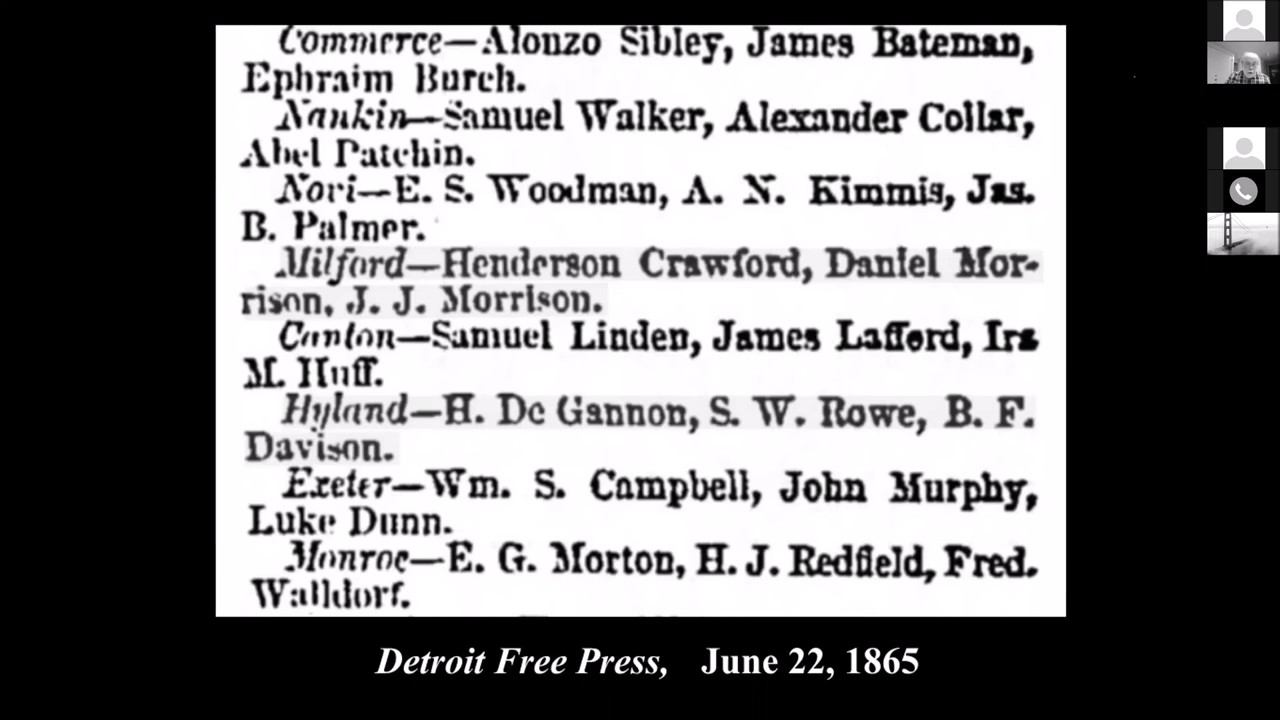 Commerce—Alonzo Sibley, James Bateman,
Ephraim Burch.
Nankin—Samuel Walker, Alexander Collar,
Abel Patchin.
Novi—E. S. Woodman, A. N. Kimmis, Jas.
B. Palmer.
Milford—Henderson Crawford, Daniel Mor-
rison, J. J. Morrison.
Canton—Samuel Linden, James Lafford, Ira
M. Huff.
Hyland—H. De Gannon, S. W. Rowe, B. F.
Davison.
Exeter—Wm. S. Campbell, John Murphy,
Luke Dunn.
Monroe—E. G. Morton, H. J. Redfield, Fred.
Walldorf.
Detroit Free Press, June 22, 1865